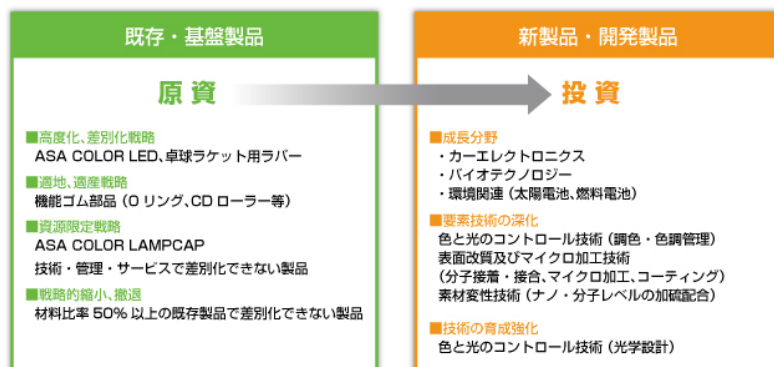 既存・基盤製品
原資
■高度化、差別化戦略
ASA COLOR LED、卓球ラケット用ラバー
■適地、適産戦略
機能ゴム部品（O リング、CD ローラー等）
■資源限定戦略
ASA COLOR LAMPCAP
技術・管理・サービスで差別化できない製品
■戦略的縮小、撤退
材料比率 50% 以上の既存製品で差別化できない製品
新製品・開発製品
投資
■成長分野
・カーエレクトロニクス
・バイオテクノロジー
・環境関連（太陽電池、燃料電池）
■要素技術の深化
色と光のコントロール技術（調色・色調管理）
表面改質及びマイクロ加工技術
（分子接着・接合、マイクロ加工、コーティング）
素材変性技術（ナノ・分子レベルの加硫配合）
■技術の育成強化
色と光のコントロール技術（光学設計）